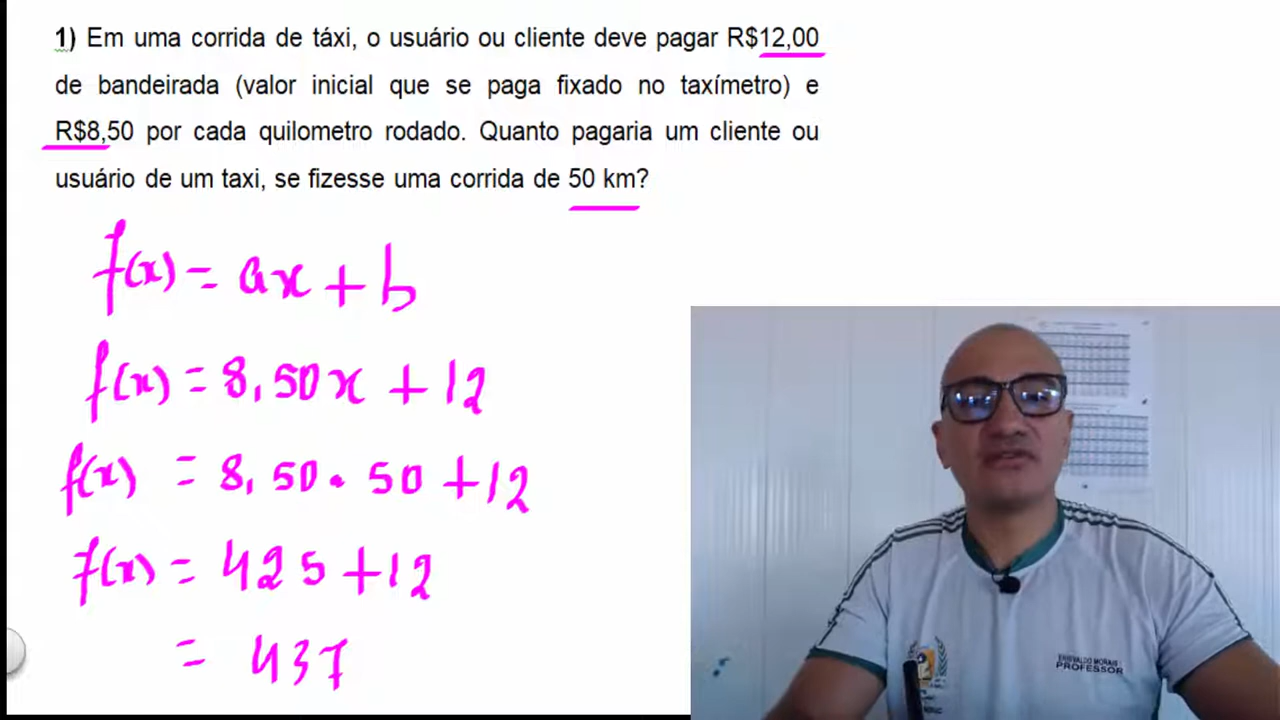 1) Em uma corrida de táxi, o usuário ou cliente deve pagar R$12,00
de bandeirada (valor inicial que se paga fixado no taxímetro) e
R$8,50 por cada quilometro rodado. Quanto pagaria um cliente ou
usuário de um taxi, se fizesse uma corrida de 50 km?
f(x) = ax + b
f(x) = 8,50x + 12
f(x) = 8,50 . 50 + 12
f(x) = 425 + 12
= 437
MORAIS
PROFESSOR